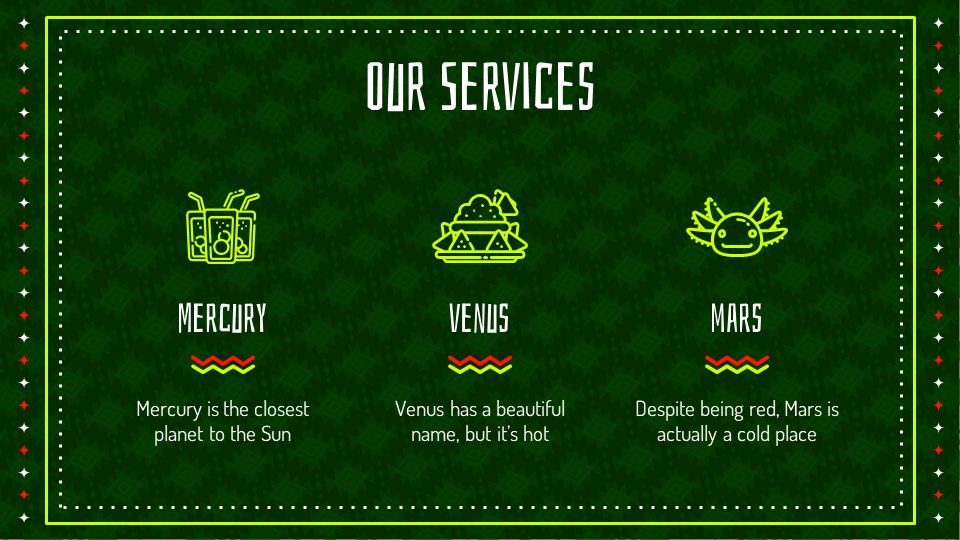 OUR SERVICES
MERCURY
Mercury is the closest
planet to the Sun
VENUS
Venus has a beautiful
name, but it's hot
MARS
Despite being red, Mars is
actually a cold place